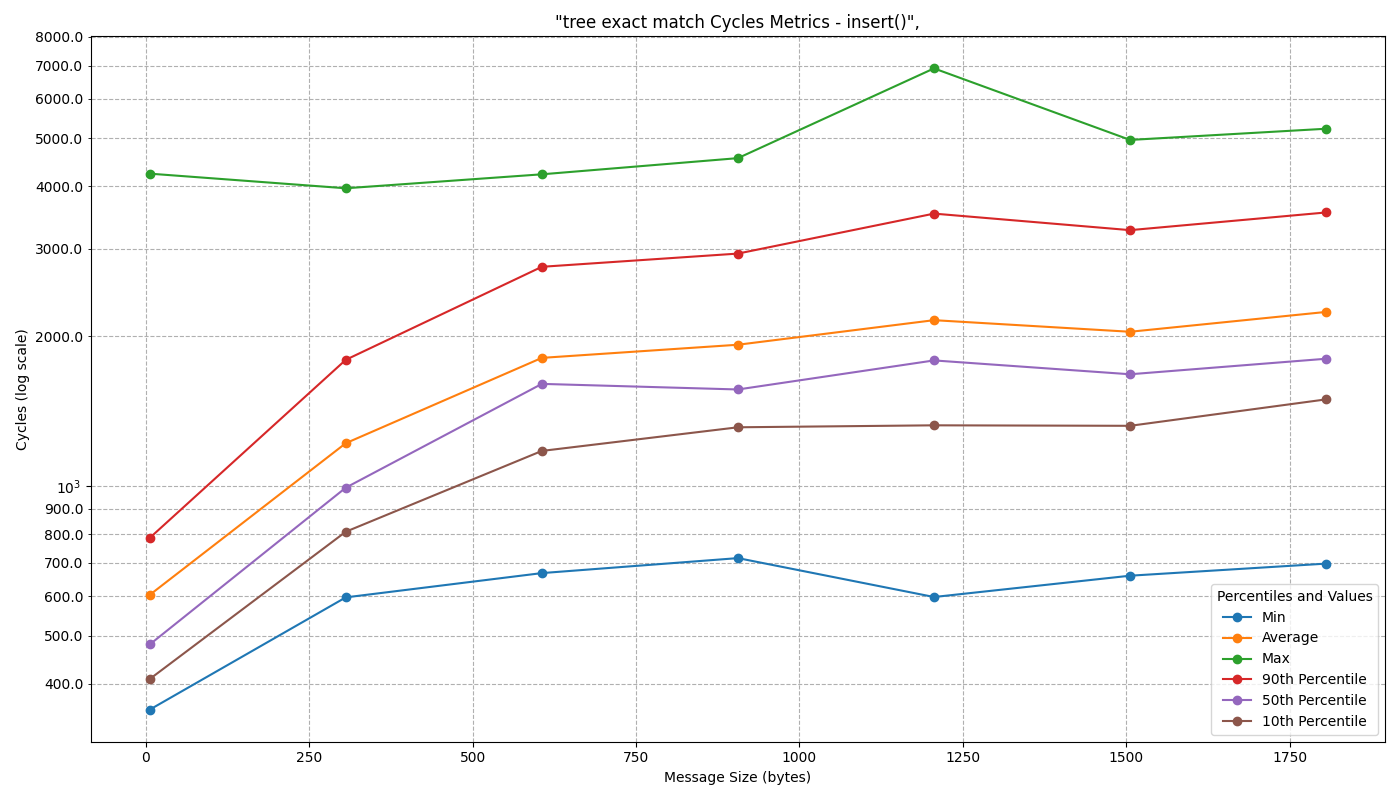 "tree exact match Cycles Metrics - insert()",
8000.0
7000.0
6000.0
5000.0
4000.0
3000.0
2000.0
10³
900.0
800.0
700.0
600.0
500.0
400.0
Cycles (log scale)
Percentiles and Values
Min
Average
Max
90th Percentile
50th Percentile
10th Percentile
0 250 500 750 1000 1250 1500 1750
Message Size (bytes)